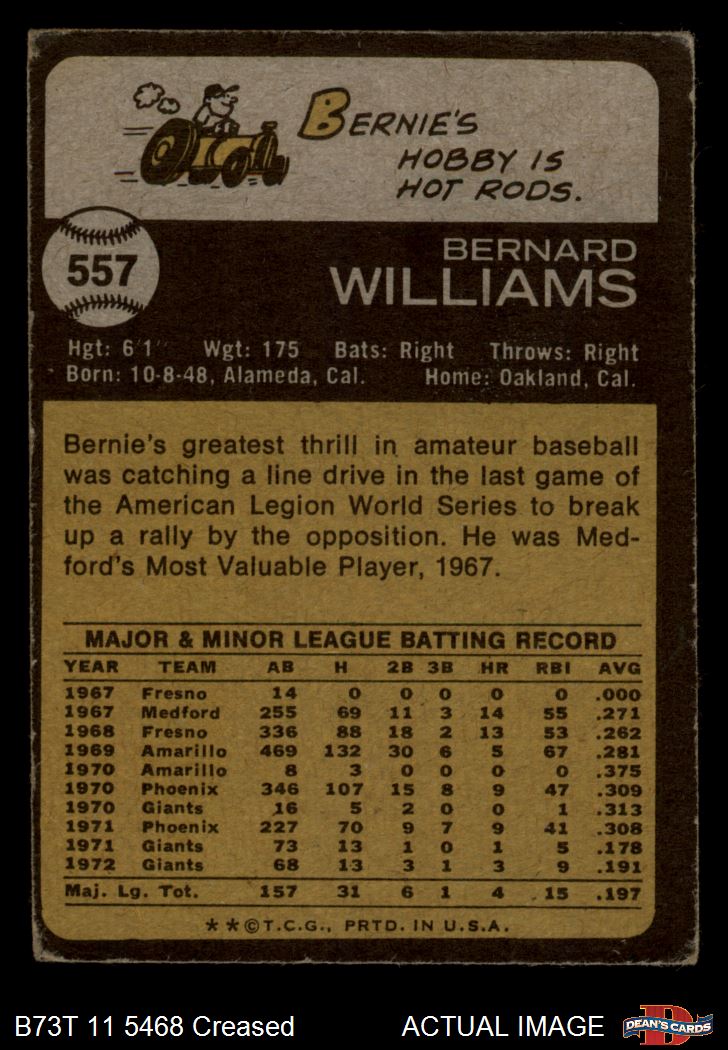 BERNIE'S
HOBBY IS
HOT RODS.
557
BERNARD
WILLIAMS
Hgt: 6'1" Wgt: 175 Bats: Right Throws: Right
Born: 10-8-48, Alameda, Cal. Home: Oakland, Cal.
Bernie's greatest thrill in amateur baseball
was catching a line drive in the last game of
the American Legion World Series to break
up a rally by the opposition. He was Med-
ford's Most Valuable Player, 1967.
MAJOR & MINOR LEAGUE BATTING RECORD
YEAR TEAM AB H 2B 3B HR RBI AVG
1967 Fresno 14 0 0 0 0 0 .000
1967 Medford 255 69 11 3 14 55 .271
1968 Fresno 336 88 18 2 13 53 .262
1969 Amarillo 469 132 30 6 5 67 .281
1970 Amarillo 8 3 0 0 0 0 .375
1970 Phoenix 346 107 15 8 9 47 .309
1970 Giants 16 5 2 0 0 1 .313
1971 Phoenix 227 70 9 7 9 41 .308
1971 Giants 73 13 1 0 1 5 .178
1972 Giants 68 13 3 1 3 9 .191
Maj. Lg. Tot. 157 31 6 1 4 15 .197
**©T.C.G., PRTD. IN U.S.A.
B73T 11 5468 Creased ACTUAL IMAGE
D
DEAN'S CARDS